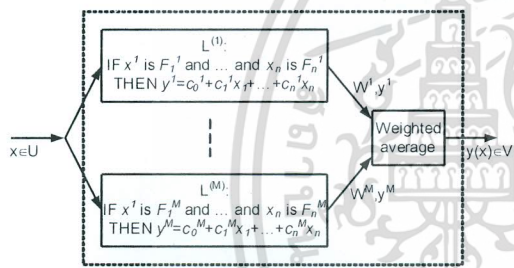 L(1):
IF x¹ is F₁¹ and ... and xₙ is Fₙ¹
THEN y¹=c₀¹+c₁¹x₁+...+cₙ¹xₙ
W¹,y¹
x∈U
Weighted
average
y(x)∈V
L(M):
IF x¹ is F₁ᴹ and ... and xₙ is Fₙᴹ
THEN yᴹ=c₀ᴹ+c₁ᴹx₁+...+cₙᴹxₙ
Wᴹ,yᴹ